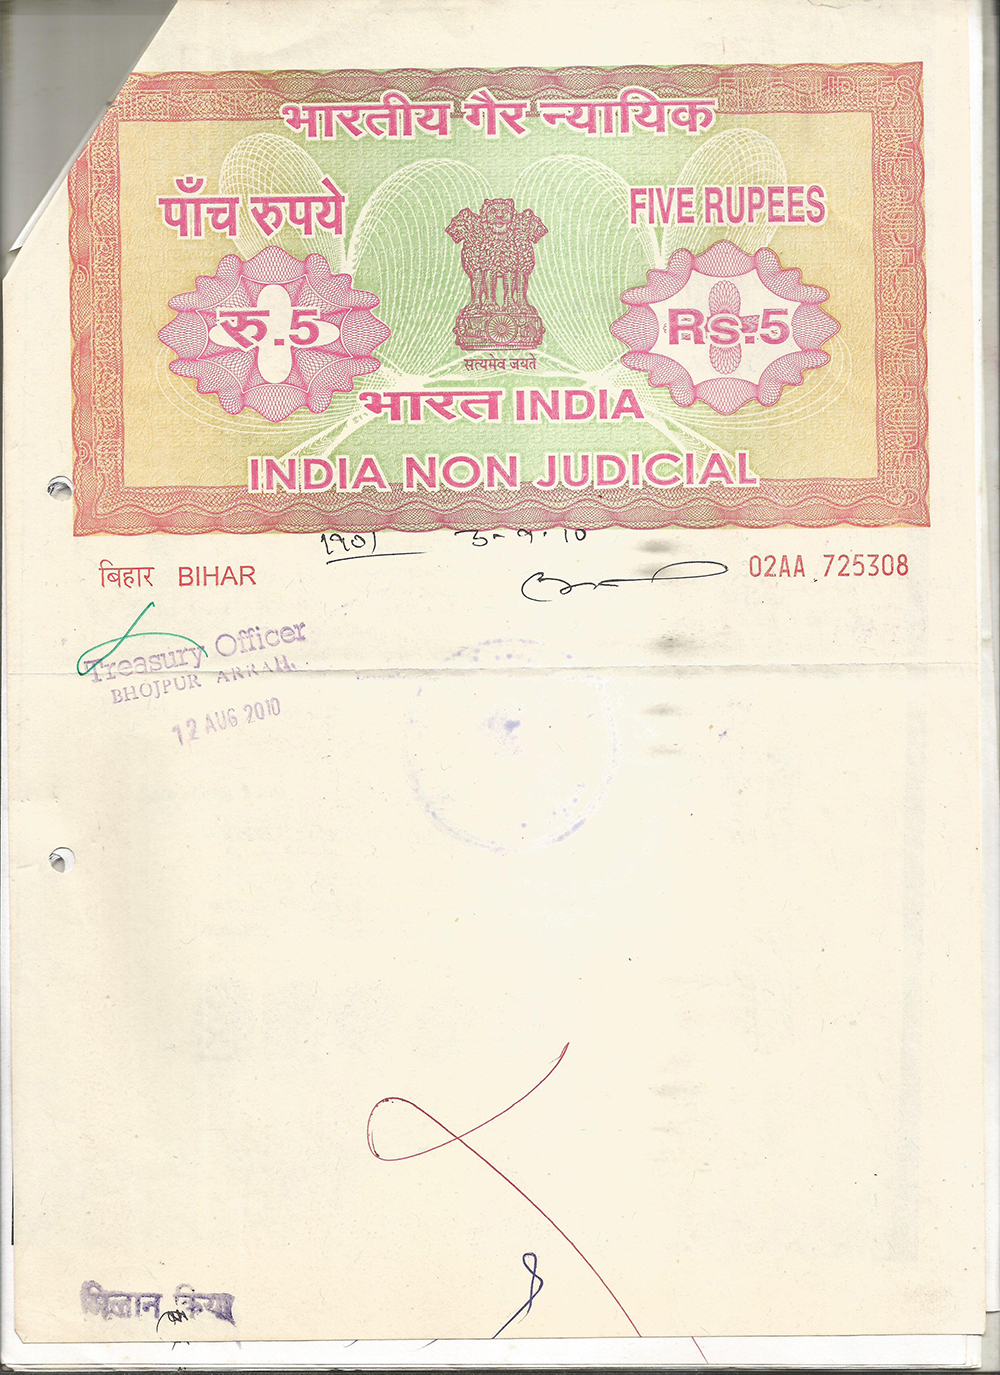 भारतीय गैर न्यायिक
पाँच रुपये FIVE RUPEES
रु.5 Rs.5
सत्यमेव जयते
भारत INDIA
INDIA NON JUDICIAL
बिहार BIHAR 02AA 725308
Treasury Officer
BHOJPUR ARRAH.
12 AUG 2010
मिलान किया